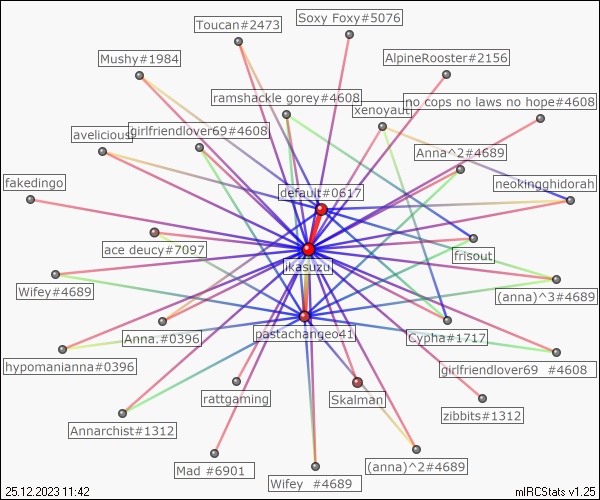 Soxy Foxy#5076
Toucan#2473
Mushy#1984
AlpineRooster#2156
ramshackle gorey#4608
no cops no laws no hope#4608
xenoyaut
avelicious
girlfriendlover69#4608
Anna^2#4689
fakedingo
default#0617
neokingghidorah
ace deucy#7097
frisout
ikasuzu
Wifey#4689
(anna)^3#4689
Anna.#0396
pastachangeo41
Cypha#1717
hypomanianna#0396
girlfriendlover69 #4608
rattgaming
Skalman
zibbits#1312
Annarchist#1312
Mad #6901
(anna)^2#4689
Wifey #4689
25.12.2023 11:42
mIRCStats v1.25